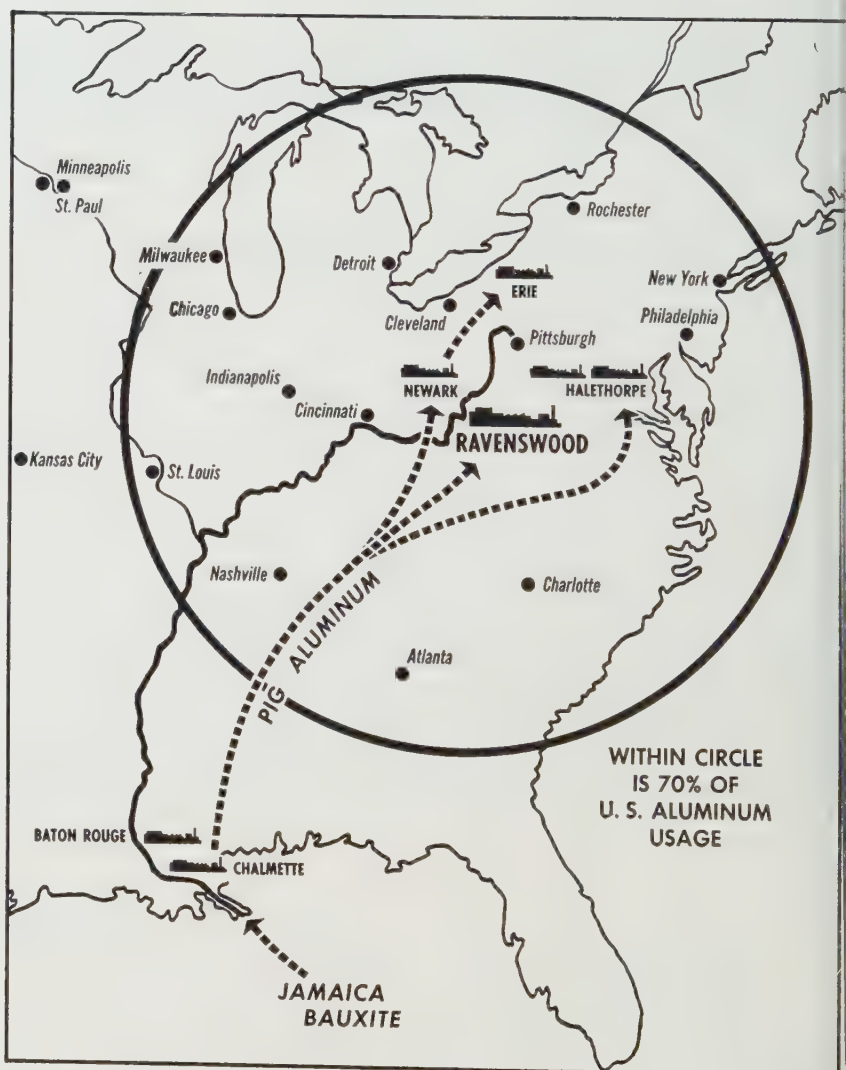 Minneapolis
St. Paul
Rochester
Milwaukee
Detroit
ERIE
New York
Chicago
Cleveland
Philadelphia
Pittsburgh
Indianapolis
NEWARK
HALETHORPE
Cincinnati
RAVENSWOOD
Kansas City
St. Louis
Nashville
Charlotte
PIG ALUMINUM
Atlanta
WITHIN CIRCLE
IS 70% OF
U. S. ALUMINUM
USAGE
BATON ROUGE
CHALMETTE
JAMAICA
BAUXITE